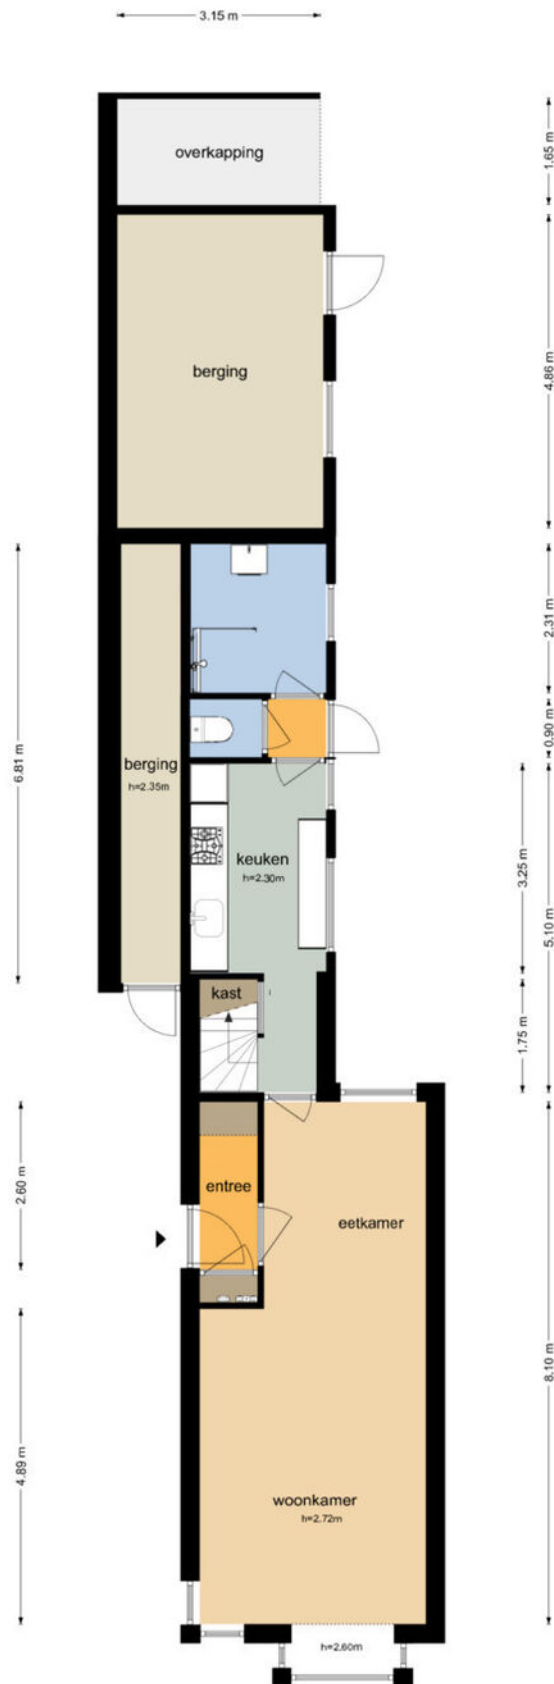 3.15 m
overkapping
1.65 m
berging
4.86 m
6.81 m
2.31 m
0.90 m
berging
h=2.35m
keuken
h=2.30m
3.25 m
5.10 m
kast
1.75 m
2.60 m
entree
eetkamer
8.10 m
4.89 m
woonkamer
h=2.72m
h=2.60m